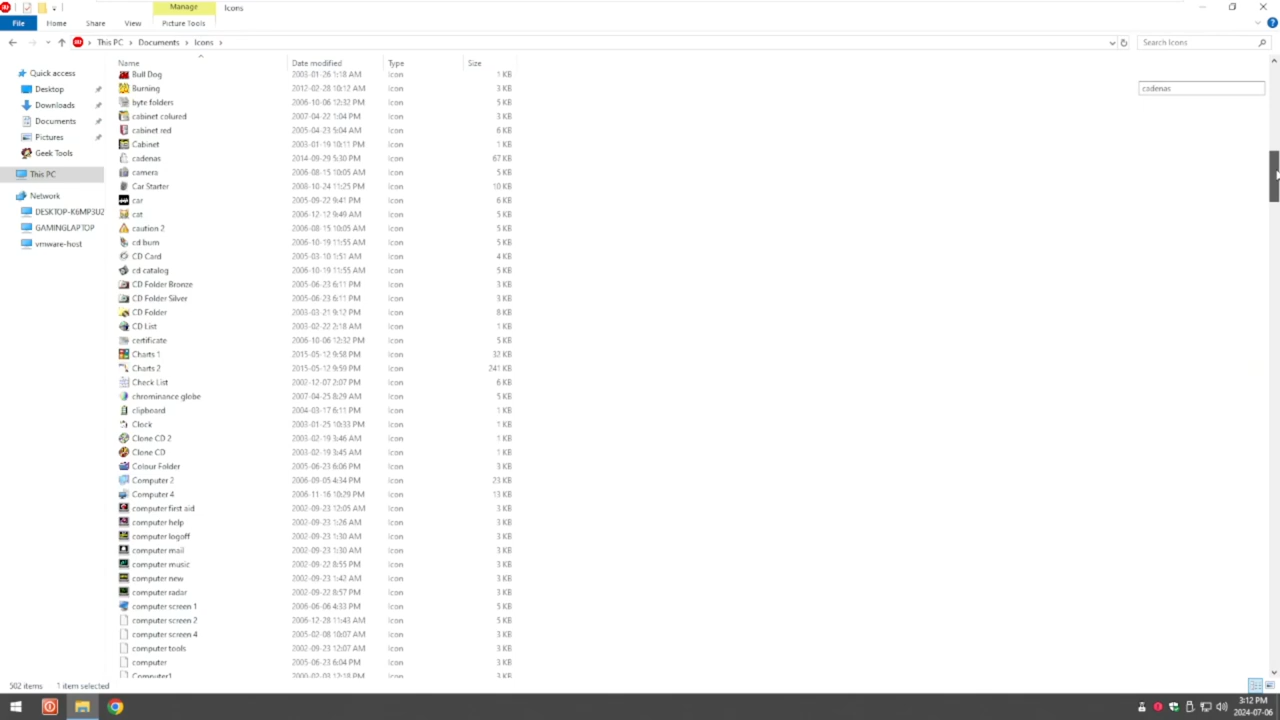 Manage
Icons
File Home Share View Picture Tools
This PC > Documents > Icons >
Search Icons
Name Date modified Type Size
Quick access
Desktop
Downloads
Documents
Pictures
Geek Tools
This PC
Network
DESKTOP-K6MP3U2
GAMINGLAPTOP
vmware-host
Bull Dog 2003-01-26 1:18 AM Icon 1 KB
Burning 2012-02-28 10:12 AM Icon 3 KB
byte folders 2006-10-06 12:32 PM Icon 5 KB
cabinet colured 2007-04-22 1:04 PM Icon 3 KB
cabinet red 2005-04-23 5:04 AM Icon 6 KB
Cabinet 2003-01-19 10:11 PM Icon 1 KB
cadenas 2014-09-29 5:30 PM Icon 67 KB
camera 2006-08-15 10:05 AM Icon 5 KB
Car Starter 2008-10-24 11:25 PM Icon 10 KB
car 2005-09-22 9:41 PM Icon 6 KB
cat 2006-12-12 9:49 AM Icon 5 KB
caution 2 2006-08-15 10:05 AM Icon 5 KB
cd burn 2006-10-19 11:55 AM Icon 5 KB
CD Card 2005-03-10 1:51 AM Icon 4 KB
cd catalog 2006-10-19 11:55 AM Icon 5 KB
CD Folder Bronze 2005-06-23 6:11 PM Icon 3 KB
CD Folder Silver 2005-06-23 6:11 PM Icon 3 KB
CD Folder 2003-03-21 9:12 PM Icon 8 KB
CD List 2003-02-22 2:18 AM Icon 1 KB
certificate 2006-10-06 12:32 PM Icon 5 KB
Charts 1 2015-05-12 9:58 PM Icon 32 KB
Charts 2 2015-05-12 9:59 PM Icon 241 KB
Check List 2002-12-07 2:07 PM Icon 6 KB
chrominance globe 2007-04-25 8:29 AM Icon 5 KB
clipboard 2004-03-17 6:11 PM Icon 1 KB
Clock 2003-01-25 10:33 PM Icon 1 KB
Clone CD 2 2003-02-19 3:46 AM Icon 1 KB
Clone CD 2003-02-19 3:45 AM Icon 1 KB
Colour Folder 2005-06-23 6:06 PM Icon 3 KB
Computer 2 2006-09-05 4:34 PM Icon 23 KB
Computer 4 2006-11-16 10:29 PM Icon 13 KB
computer first aid 2002-09-23 12:05 AM Icon 3 KB
computer help 2002-09-23 1:26 AM Icon 3 KB
computer logoff 2002-09-23 1:30 AM Icon 3 KB
computer mail 2002-09-23 1:30 AM Icon 3 KB
computer music 2002-09-22 8:55 PM Icon 3 KB
computer new 2002-09-23 1:42 AM Icon 3 KB
computer radar 2002-09-22 8:57 PM Icon 3 KB
computer screen 1 2006-06-06 4:33 PM Icon 5 KB
computer screen 2 2006-12-28 11:43 AM Icon 5 KB
computer screen 4 2005-02-08 10:07 AM Icon 3 KB
computer tools 2002-09-23 12:07 AM Icon 3 KB
computer 2005-06-23 6:04 PM Icon 3 KB
Computer1 2000-02-08 12:18 PM Icon 3 KB
cadenas
502 items 1 item selected
3:12 PM
2024-07-06